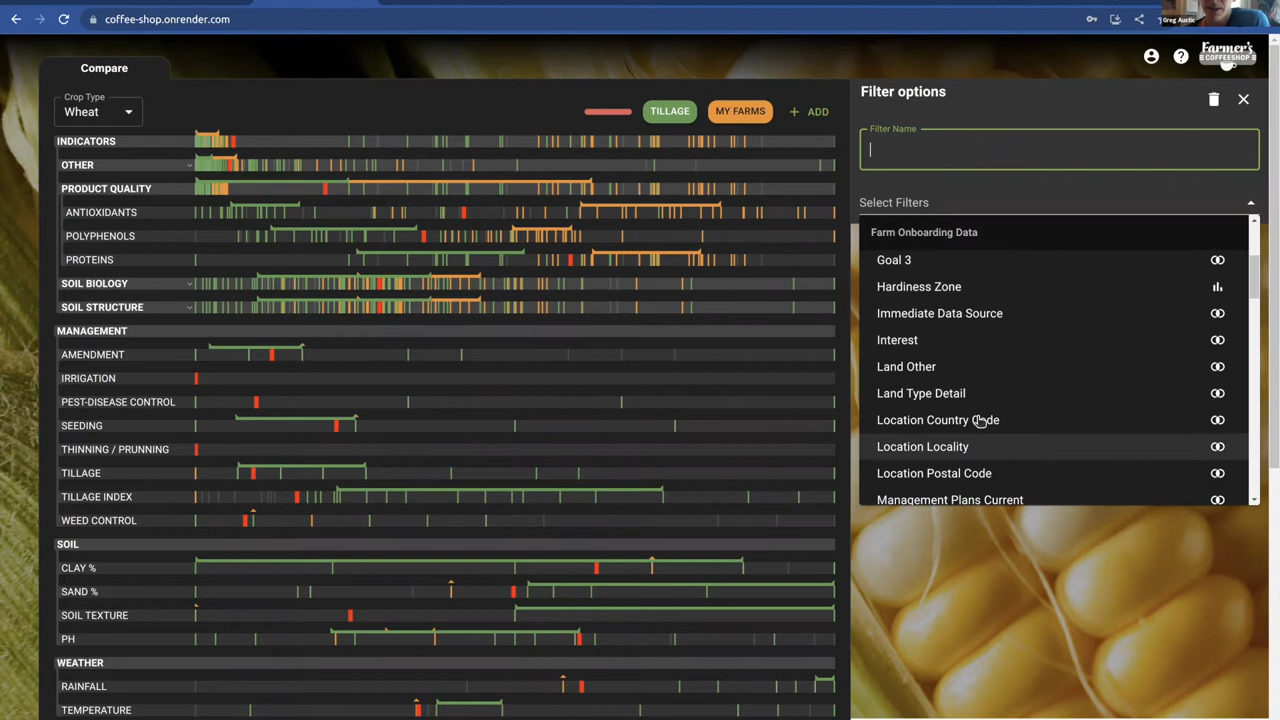 coffee-shop.onrender.com
Greg Austic
Farmer's
COFFEESHOP
Compare
Crop Type
Wheat
TILLAGE
MY FARMS
+ ADD
INDICATORS
OTHER
PRODUCT QUALITY
ANTIOXIDANTS
POLYPHENOLS
PROTEINS
SOIL BIOLOGY
SOIL STRUCTURE
MANAGEMENT
AMENDMENT
IRRIGATION
PEST-DISEASE CONTROL
SEEDING
THINNING / PRUNNING
TILLAGE
TILLAGE INDEX
WEED CONTROL
SOIL
CLAY %
SAND %
SOIL TEXTURE
PH
WEATHER
RAINFALL
TEMPERATURE
Filter options
Filter Name
Select Filters
Farm Onboarding Data
Goal 3
Hardiness Zone
Immediate Data Source
Interest
Land Other
Land Type Detail
Location Country Code
Location Locality
Location Postal Code
Management Plans Current